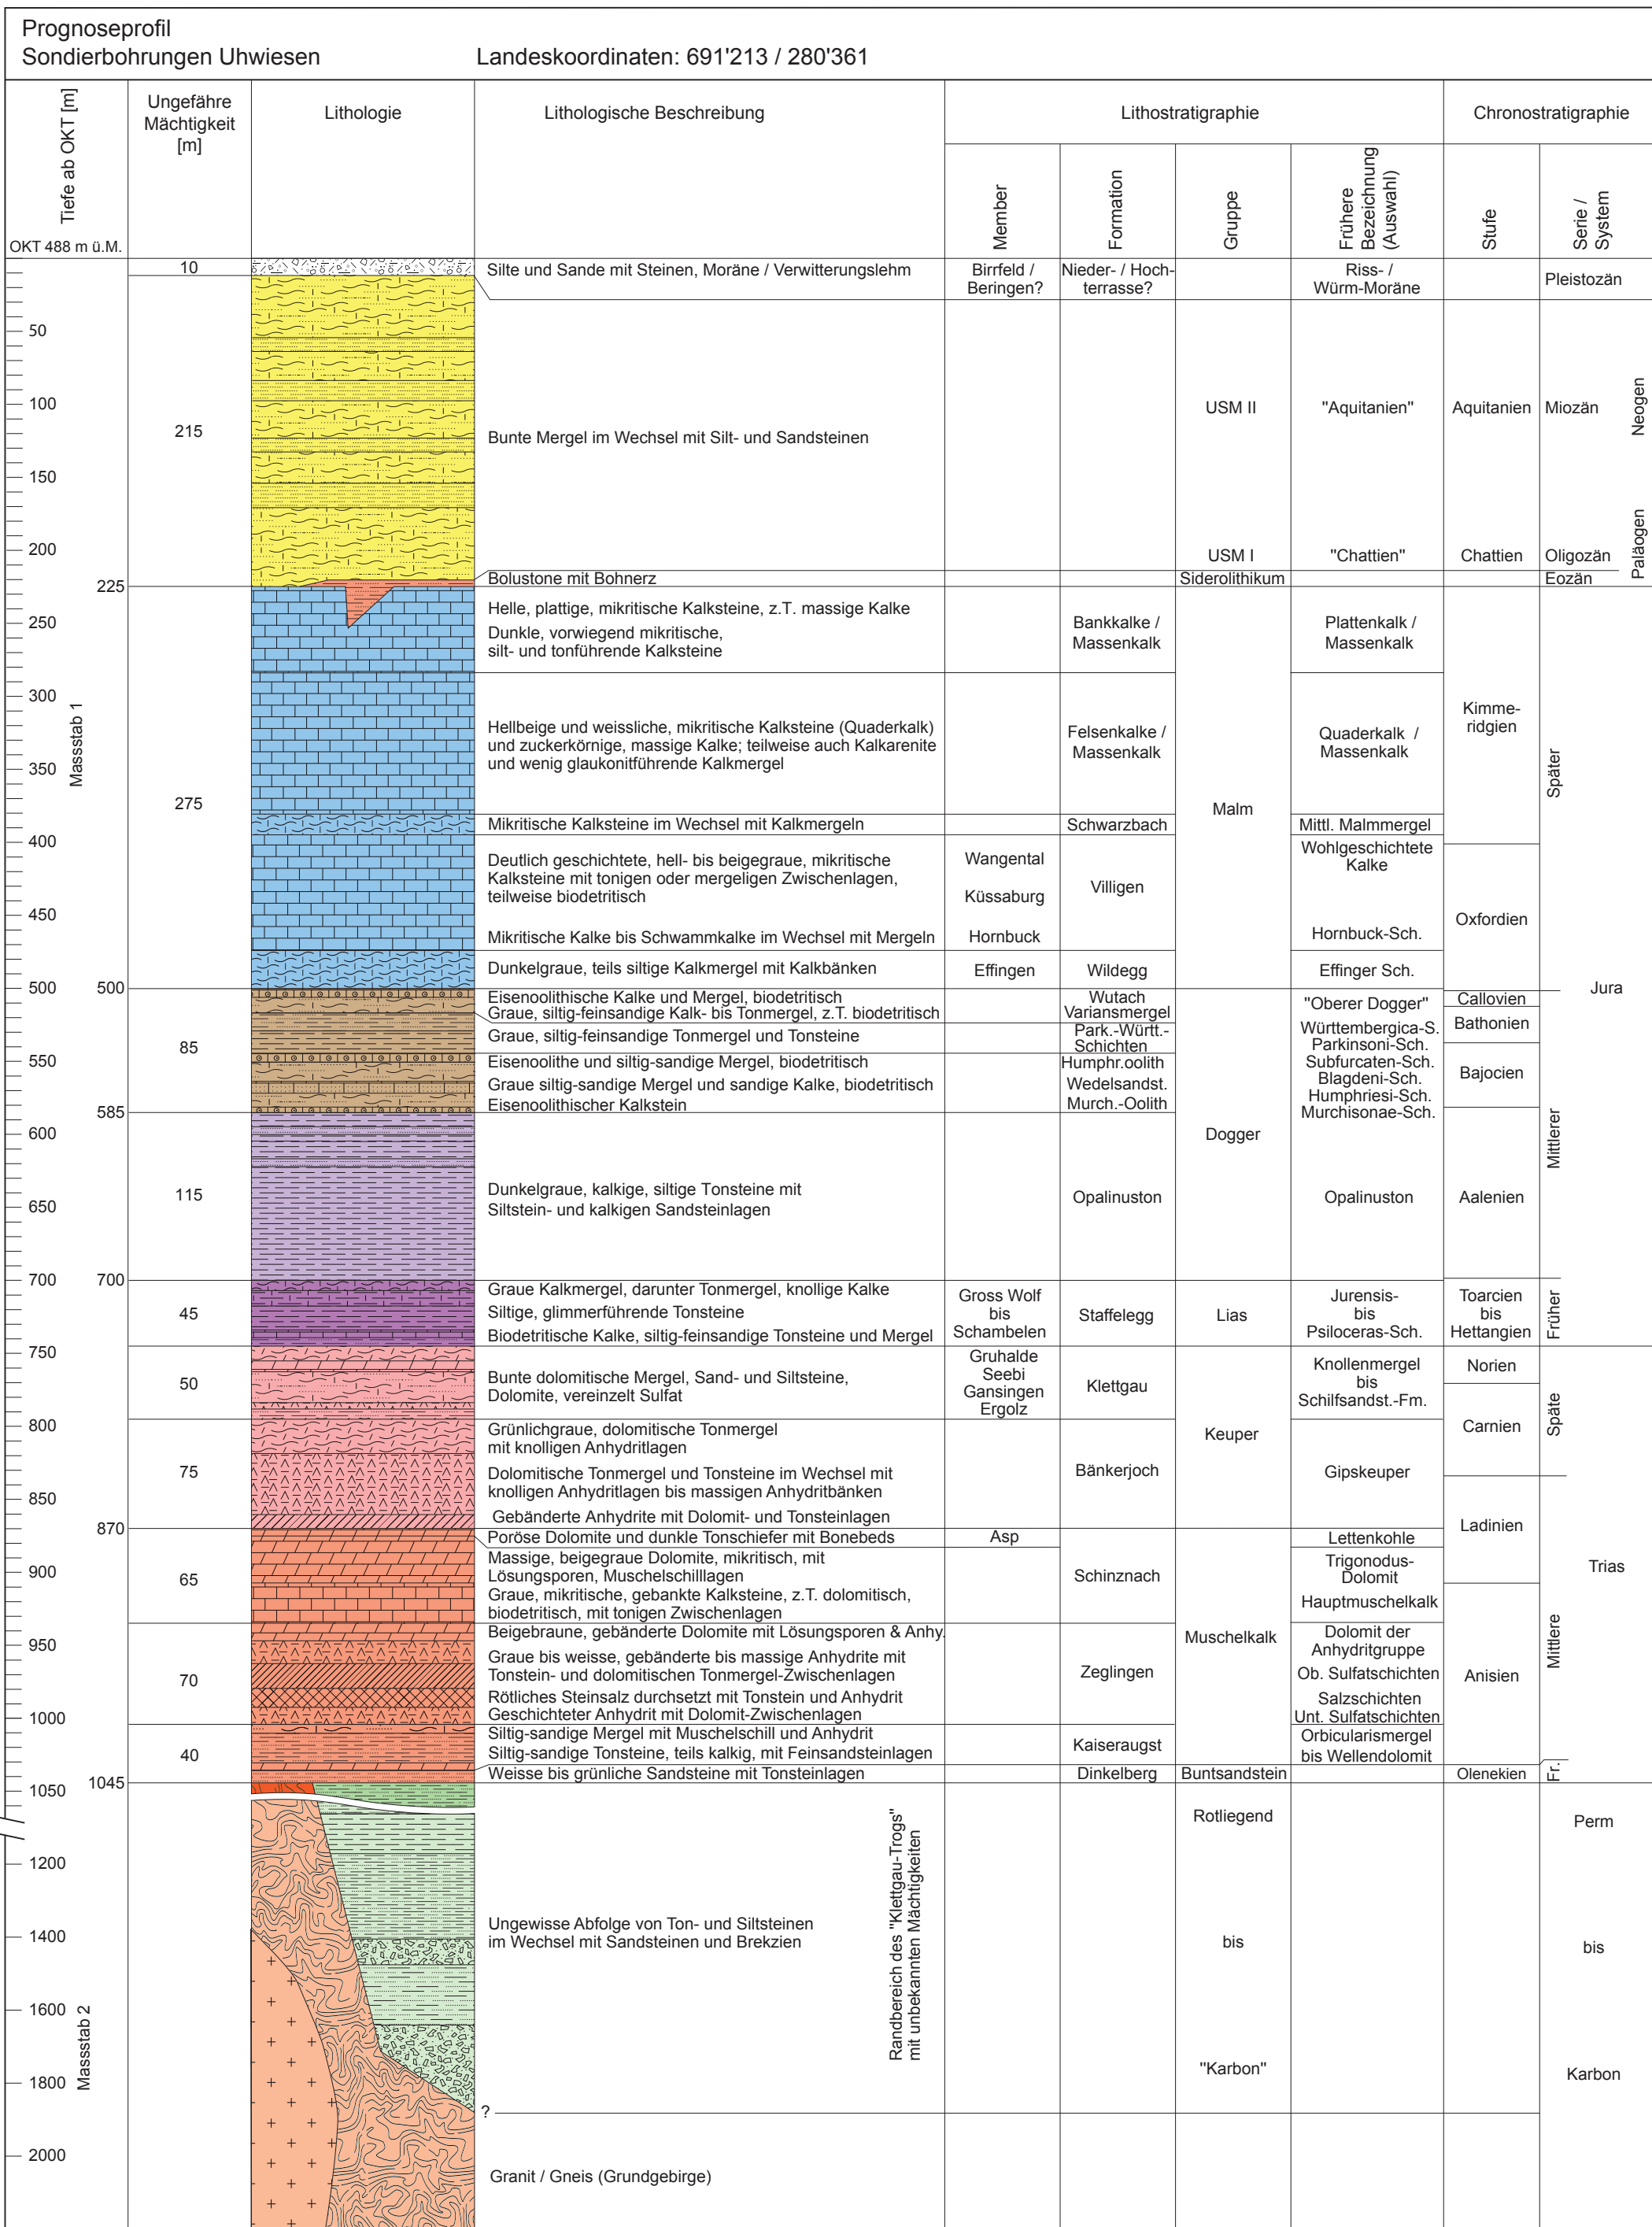 Prognoseprofil
Sondierbohrungen Uhwiesen
Landeskoordinaten: 691'213 / 280'361
Tiefe ab OKT [m]
OKT 488 m ü.M.
Ungefähre
Mächtigkeit
[m]
Lithologie
Lithologische Beschreibung
Lithostratigraphie
Chronostratigraphie
Member
Formation
Gruppe
Frühere
Bezeichnung
(Auswahl)
Stufe
Serie /
System
10
Silte und Sande mit Steinen, Moräne / Verwitterungslehm
Birrfeld /
Beringen?
Nieder- / Hoch-
terrasse?
Riss- /
Würm-Moräne
Pleistozän
50
100
150
200
215
Bunte Mergel im Wechsel mit Silt- und Sandsteinen
USM II
"Aquitanien"
Aquitanien
Miozän
Neogen
USM I
"Chattien"
Chattien
Oligozän
Paläogen
Bolustone mit Bohnerz
Siderolithikum
Eozän
225
250
300
350
400
450
Massstab 1
275
Helle, plattige, mikritische Kalksteine, z.T. massige Kalke
Dunkle, vorwiegend mikritische,
silt- und tonführende Kalksteine
Bankkalke /
Massenkalk
Plattenkalk /
Massenkalk
Hellbeige und weissliche, mikritische Kalksteine (Quaderkalk)
und zuckerkörnige, massige Kalke; teilweise auch Kalkarenite
und wenig glaukonitführende Kalkmergel
Felsenkalke /
Massenkalk
Quaderkalk /
Massenkalk
Kimme-
ridgien
Malm
Später
Mikritische Kalksteine im Wechsel mit Kalkmergeln
Schwarzbach
Mittl. Malmmergel
Deutlich geschichtete, hell- bis beigegraue, mikritische
Kalksteine mit tonigen oder mergeligen Zwischenlagen,
teilweise biodetritisch
Wangental
Küssaburg
Villigen
Wohlgeschichtete
Kalke
Oxfordien
Mikritische Kalke bis Schwammkalke im Wechsel mit Mergeln
Hornbuck
Hornbuck-Sch.
Dunkelgraue, teils siltige Kalkmergel mit Kalkbänken
Effingen
Wildegg
Effinger Sch.
Jura
500
500
550
85
Eisenoolithische Kalke und Mergel, biodetritisch
Graue, siltig-feinsandige Kalk- bis Tonmergel, z.T. biodetritisch
Graue, siltig-feinsandige Tonmergel und Tonsteine
Eisenoolithe und siltig-sandige Mergel, biodetritisch
Graue siltig-sandige Mergel und sandige Kalke, biodetritisch
Eisenoolithischer Kalkstein
Wutach
Variansmergel
Park.-Württ.-
Schichten
Humphr.oolith
Wedelsandst.
Murch.-Oolith
"Oberer Dogger"
Württembergica-S.
Parkinsoni-Sch.
Subfurcaten-Sch.
Blagdeni-Sch.
Humphriesi-Sch.
Murchisonae-Sch.
Callovien
Bathonien
Bajocien
585
600
650
115
Dunkelgraue, kalkige, siltige Tonsteine mit
Siltstein- und kalkigen Sandsteinlagen
Opalinuston
Dogger
Opalinuston
Aalenien
Mittlerer
700
700
45
Graue Kalkmergel, darunter Tonmergel, knollige Kalke
Siltige, glimmerführende Tonsteine
Biodetritische Kalke, siltig-feinsandige Tonsteine und Mergel
Gross Wolf
bis
Schambelen
Staffelegg
Lias
Jurensis-
bis
Psiloceras-Sch.
Toarcien
bis
Hettangien
Früher
750
50
Bunte dolomitische Mergel, Sand- und Siltsteine,
Dolomite, vereinzelt Sulfat
Gruhalde
Seebi
Gansingen
Ergolz
Klettgau
Keuper
Knollenmergel
bis
Schilfsandst.-Fm.
Norien
Carnien
Späte
800
850
75
Grünlichgraue, dolomitische Tonmergel
mit knolligen Anhydritlagen
Dolomitische Tonmergel und Tonsteine im Wechsel mit
knolligen Anhydritlagen bis massigen Anhydritbänken
Gebänderte Anhydrite mit Dolomit- und Tonsteinlagen
Bänkerjoch
Gipskeuper
Ladinien
870
900
65
Poröse Dolomite und dunkle Tonschiefer mit Bonebeds
Asp
Lettenkohle
Massige, beigegraue Dolomite, mikritisch, mit
Lösungsporen, Muschelschilllagen
Graue, mikritische, gebankte Kalksteine, z.T. dolomitisch,
biodetritisch, mit tonigen Zwischenlagen
Schinznach
Trigonodus-
Dolomit
Hauptmuschelkalk
Trias
950
1000
70
Beigebraune, gebänderte Dolomite mit Lösungsporen & Anhy.
Graue bis weisse, gebänderte bis massige Anhydrite mit
Tonstein- und dolomitischen Tonmergel-Zwischenlagen
Rötliches Steinsalz durchsetzt mit Tonstein und Anhydrit
Geschichteter Anhydrit mit Dolomit-Zwischenlagen
Zeglingen
Muschelkalk
Dolomit der
Anhydritgruppe
Ob. Sulfatschichten
Salzschichten
Unt. Sulfatschichten
Anisien
Mittlere
40
Siltig-sandige Mergel mit Muschelschill und Anhydrit
Siltig-sandige Tonsteine, teils kalkig, mit Feinsandsteinlagen
Kaiseraugst
Orbicularismergel
bis Wellendolomit
Weisse bis grünliche Sandsteine mit Tonsteinlagen
Dinkelberg
Buntsandstein
Olenekien
Fr.
1045
1050
1200
1400
1600
1800
2000
Massstab 2
Ungewisse Abfolge von Ton- und Siltsteinen
im Wechsel mit Sandsteinen und Brekzien
Randbereich des "Klettgau-Trogs"
mit unbekannten Mächtigkeiten
Rotliegend
bis
"Karbon"
Perm
bis
Karbon
?
Granit / Gneis (Grundgebirge)